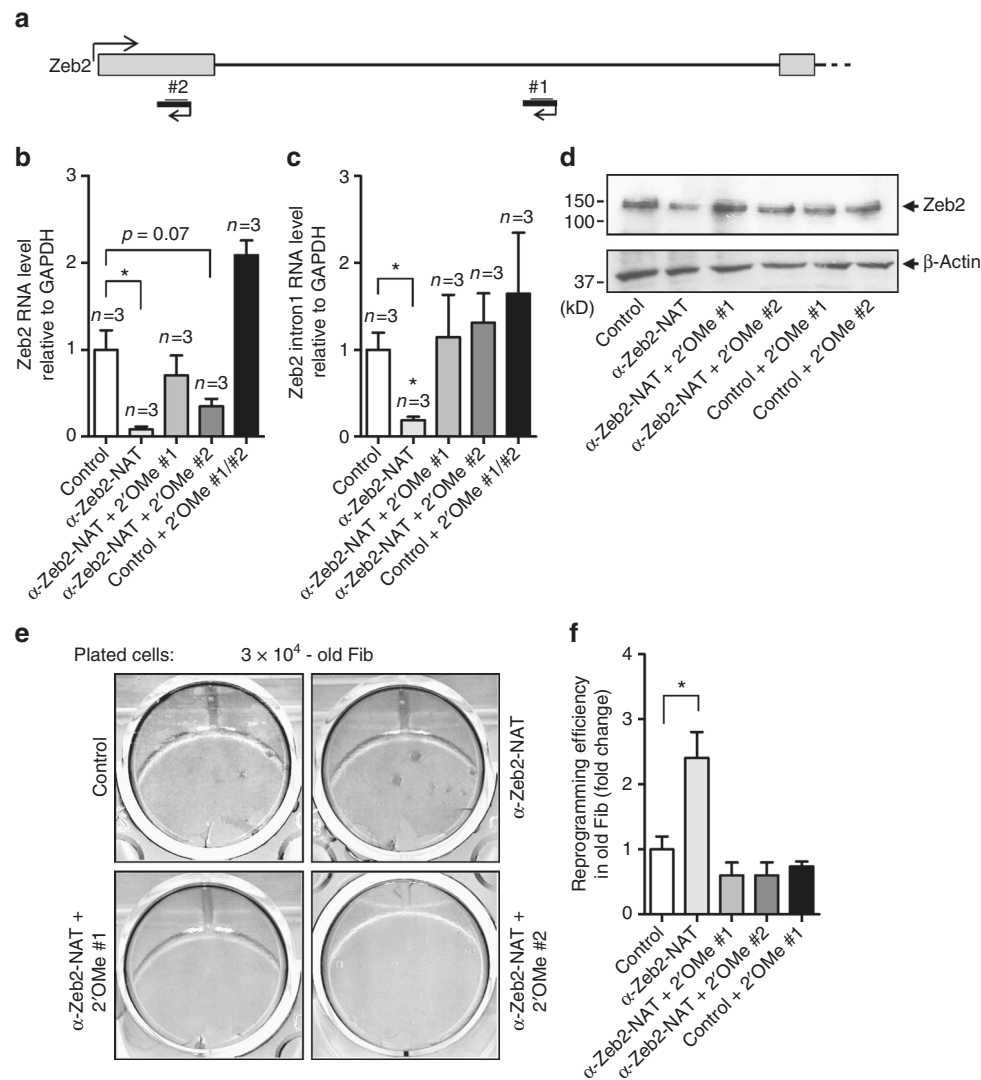 a
Zeb2
#2
#1
b
Zeb2 RNA level
relative to GAPDH
3
2
1
0
p = 0.07
*
n=3
n=3
n=3
n=3
n=3
Control
α-Zeb2-NAT
α-Zeb2-NAT + 2′OMe #1
α-Zeb2-NAT + 2′OMe #2
Control + 2′OMe #1/#2
c
Zeb2 intron1 RNA level
relative to GAPDH
3
2
1
0
*
n=3
*
n=3
n=3
n=3
n=3
Control
α-Zeb2-NAT
α-Zeb2-NAT + 2′OMe #1
α-Zeb2-NAT + 2′OMe #2
Control + 2′OMe #1/#2
d
150
100
Zeb2
37
β-Actin
(kD)
Control
α-Zeb2-NAT
α-Zeb2-NAT + 2′OMe #1
α-Zeb2-NAT + 2′OMe #2
Control + 2′OMe #1
Control + 2′OMe #2
e
Plated cells: 3 × 10⁴ - old Fib
Control
α-Zeb2-NAT
α-Zeb2-NAT +
2′OMe #1
α-Zeb2-NAT +
2′OMe #2
f
Reprogramming efficiency
in old Fib (fold change)
4
3
2
1
0
*
Control
α-Zeb2-NAT
α-Zeb2-NAT + 2′OMe #1
α-Zeb2-NAT + 2′OMe #2
Control + 2′OMe #1